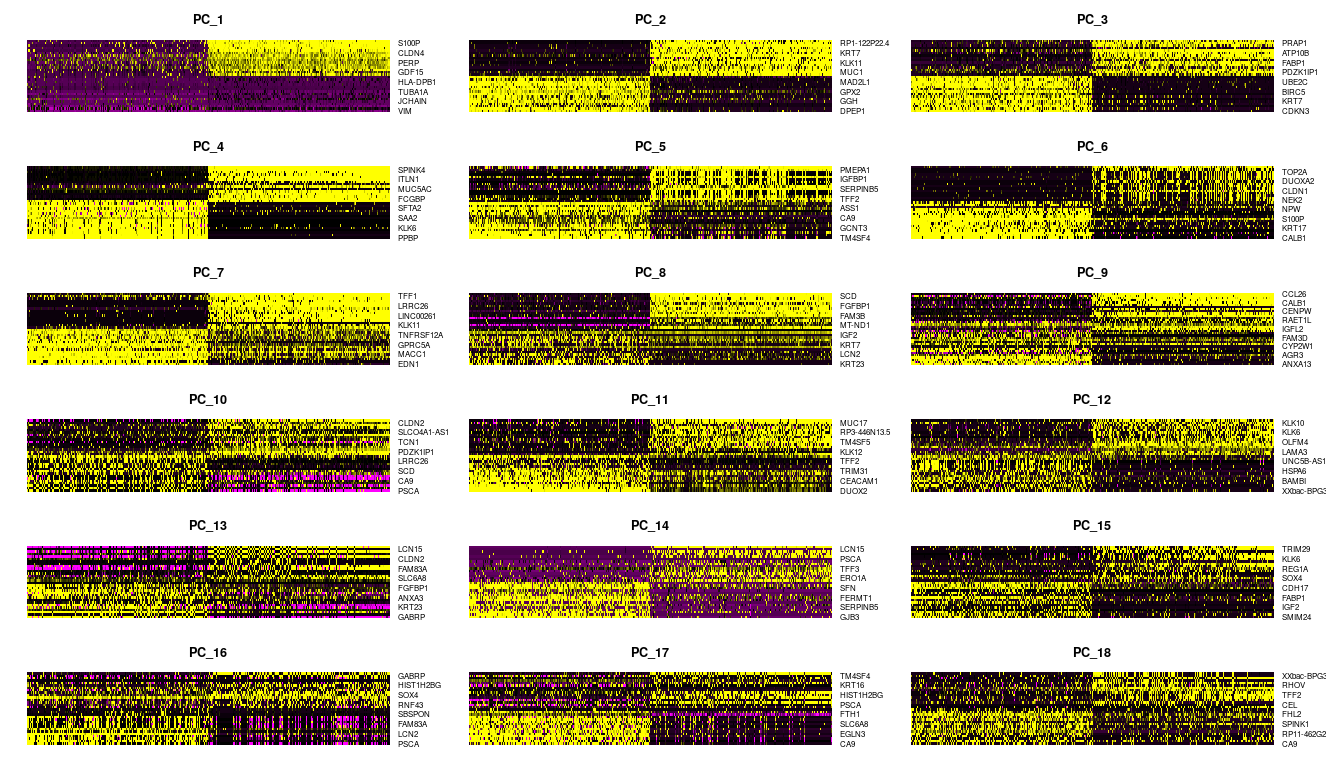 PC_1
S100P
CLDN4
PERP
GDF15
HLA-DPB1
TUBA1A
JCHAIN
VIM
PC_2
RP1-122P22.4
KRT7
KLK11
MUC1
MAD2L1
GPX2
GGH
DPEP1
PC_3
PRAP1
ATP10B
FABP1
PDZK1IP1
UBE2C
BIRC5
KRT7
CDKN3
PC_4
SPINK4
ITLN1
MUC5AC
FCGBP
SFTA2
SAA2
KLK6
PPBP
PC_5
PMEPA1
IGFBP1
SERPINB5
TFF2
ASS1
CA9
GCNT3
TM4SF4
PC_6
TOP2A
DUOXA2
CLDN1
NEK2
NPW
S100P
KRT17
CALB1
PC_7
TFF1
LRRC26
LINC00261
KLK11
TNFRSF12A
GPRC5A
MACC1
EDN1
PC_8
SCD
FGFBP1
FAM3B
MT-ND1
IGF2
KRT7
LCN2
KRT23
PC_9
CCL26
CALB1
CENPW
RAET1L
IGFL2
FAM3D
CYP2W1
AGR3
ANXA13
PC_10
CLDN2
SLCO4A1-AS1
TCN1
PDZK1IP1
LRRC26
SCD
CA9
PSCA
PC_11
MUC17
RP3-446N13.5
TM4SF5
KLK12
TFF2
TRIM31
CEACAM1
DUOX2
PC_12
KLK10
KLK6
OLFM4
LAMA3
UNC5B-AS1
HSPA6
BAMBI
XXbac-BPG3
PC_13
LCN15
CLDN2
FAM83A
SLC6A8
FGFBP1
ANXA3
KRT23
GABRP
PC_14
LCN15
PSCA
TFF3
ERO1A
SFN
FERMT1
SERPINB5
GJB3
PC_15
TRIM29
KLK6
REG1A
SOX4
CDH17
FABP1
IGF2
SMIM24
PC_16
GABRP
HIST1H2BG
SOX4
RNF43
SBSPON
FAM83A
LCN2
PSCA
PC_17
TM4SF4
KRT16
HIST1H2BG
PSCA
FTH1
SLC6A8
EGLN3
CA9
PC_18
XXbac-BPG3
RHOV
TFF2
CEL
FHL2
SPINK1
RP11-462G2
CA9